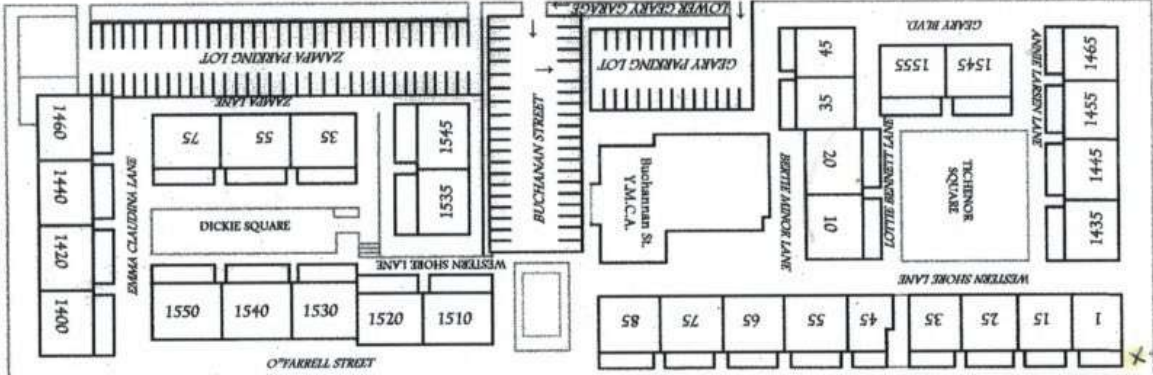 LOWER GEARY GARAGE
ZAMPA PARKING LOT
GEARY PARKING LOT
GEARY BLVD.
BUCHANAN STREET
ZAMPA LANE
EMMA CLAUDINA LANE
1460
1440
1420
1400
75
55
35
1545
1535
DICKIE SQUARE
WESTERN SHORE LANE
1550
1540
1530
1520
1510
O"FARRELL STREET
Buchannan St.
Y.M.C.A.
BERTIE MINOR LANE
45
35
20
10
LOTTIE BENNETT LANE
1555
1545
TICHENOR
SQUARE
ANNIE LARSEN LANE
1465
1455
1445
1435
WESTERN SHORE LANE
85
75
65
55
45
35
25
15
1
X